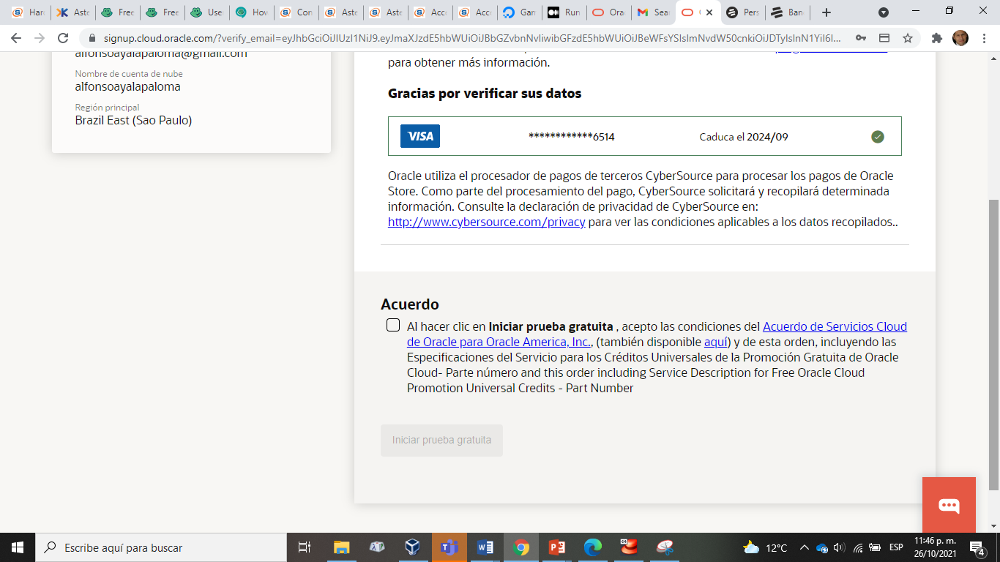 Har
Aste
Free
Free
Use
How
Con
Aste
Aste
Acc
Acc
Gan
Run
Ora
Sear
Pers
Ban
signup.cloud.oracle.com/?verify_email=eyJhbGciOiJIUzI1NiJ9.eyJmaXJzdE5hbWUiOiJBbGZvbnNvIiwibGFzdE5hbWUiOiJBeWFsYSIsImNvdW50cnkiOiJDTyIsInN1YiI6I...
alfonsoayalapaloma@gmail.com
Nombre de cuenta de nube
alfonsoayalapaloma
Región principal
Brazil East (Sao Paulo)
para obtener más información.
Gracias por verificar sus datos
VISA ************6514 Caduca el 2024/09
Oracle utiliza el procesador de pagos de terceros CyberSource para procesar los pagos de Oracle
Store. Como parte del procesamiento del pago, CyberSource solicitará y recopilará determinada
información. Consulte la declaración de privacidad de CyberSource en:
http://www.cybersource.com/privacy para ver las condiciones aplicables a los datos recopilados..
Acuerdo
Al hacer clic en Iniciar prueba gratuita , acepto las condiciones del Acuerdo de Servicios Cloud
de Oracle para Oracle America, Inc., (también disponible aquí) y de esta orden, incluyendo las
Especificaciones del Servicio para los Créditos Universales de la Promoción Gratuita de Oracle
Cloud- Parte número and this order including Service Description for Free Oracle Cloud
Promotion Universal Credits - Part Number
Iniciar prueba gratuita
Escribe aquí para buscar
12°C
ESP
11:46 p. m.
26/10/2021
4